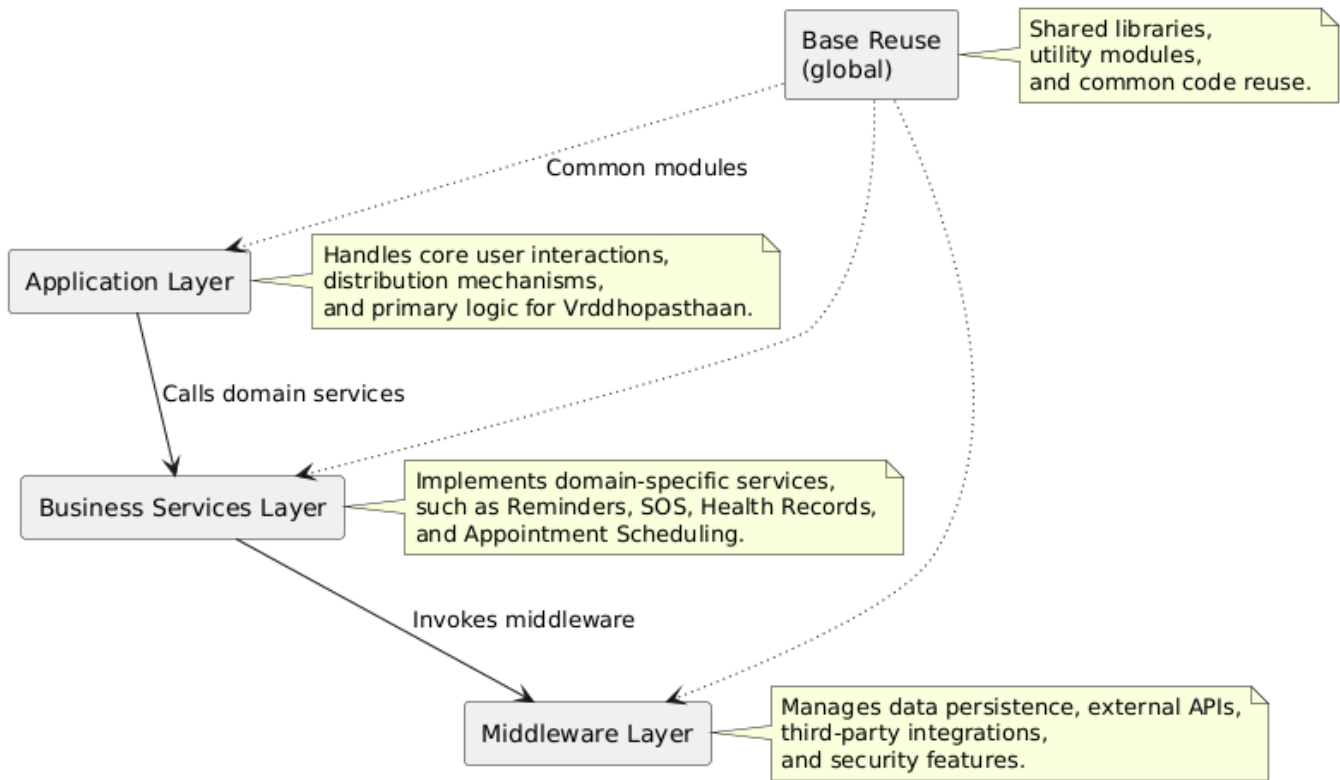 Base Reuse
(global)
Shared libraries,
utility modules,
and common code reuse.
Common modules
Application Layer
Handles core user interactions,
distribution mechanisms,
and primary logic for Vrddhopasthaan.
Calls domain services
Business Services Layer
Implements domain-specific services,
such as Reminders, SOS, Health Records,
and Appointment Scheduling.
Invokes middleware
Middleware Layer
Manages data persistence, external APIs,
third-party integrations,
and security features.